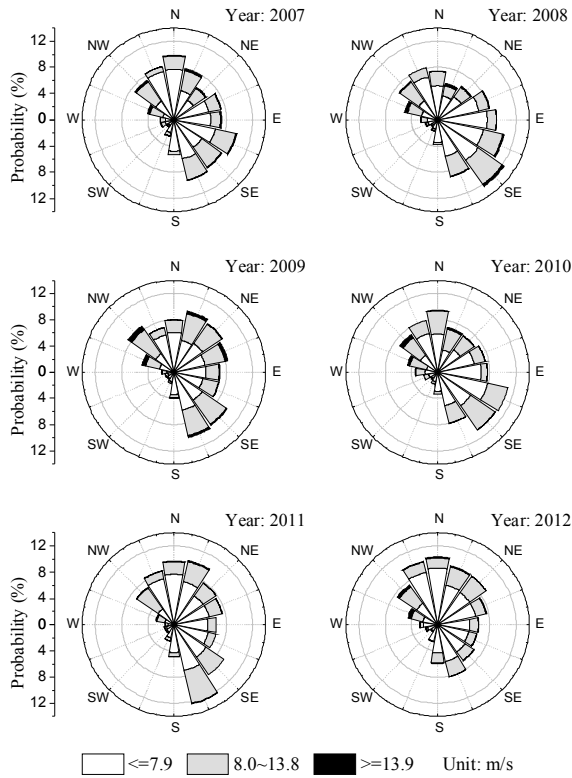 Year: 2007
Year: 2008
Probability (%)
12
8
4
0
4
8
12
N
NE
E
SE
S
SW
W
NW
N
NE
E
SE
S
SW
W
NW
Year: 2009
Year: 2010
Probability (%)
12
8
4
0
4
8
12
N
NE
E
SE
S
SW
W
NW
N
NE
E
SE
S
SW
W
NW
Year: 2011
Year: 2012
Probability (%)
12
8
4
0
4
8
12
N
NE
E
SE
S
SW
W
NW
N
NE
E
SE
S
SW
W
NW
<=7.9 8.0~13.8 >=13.9 Unit: m/s